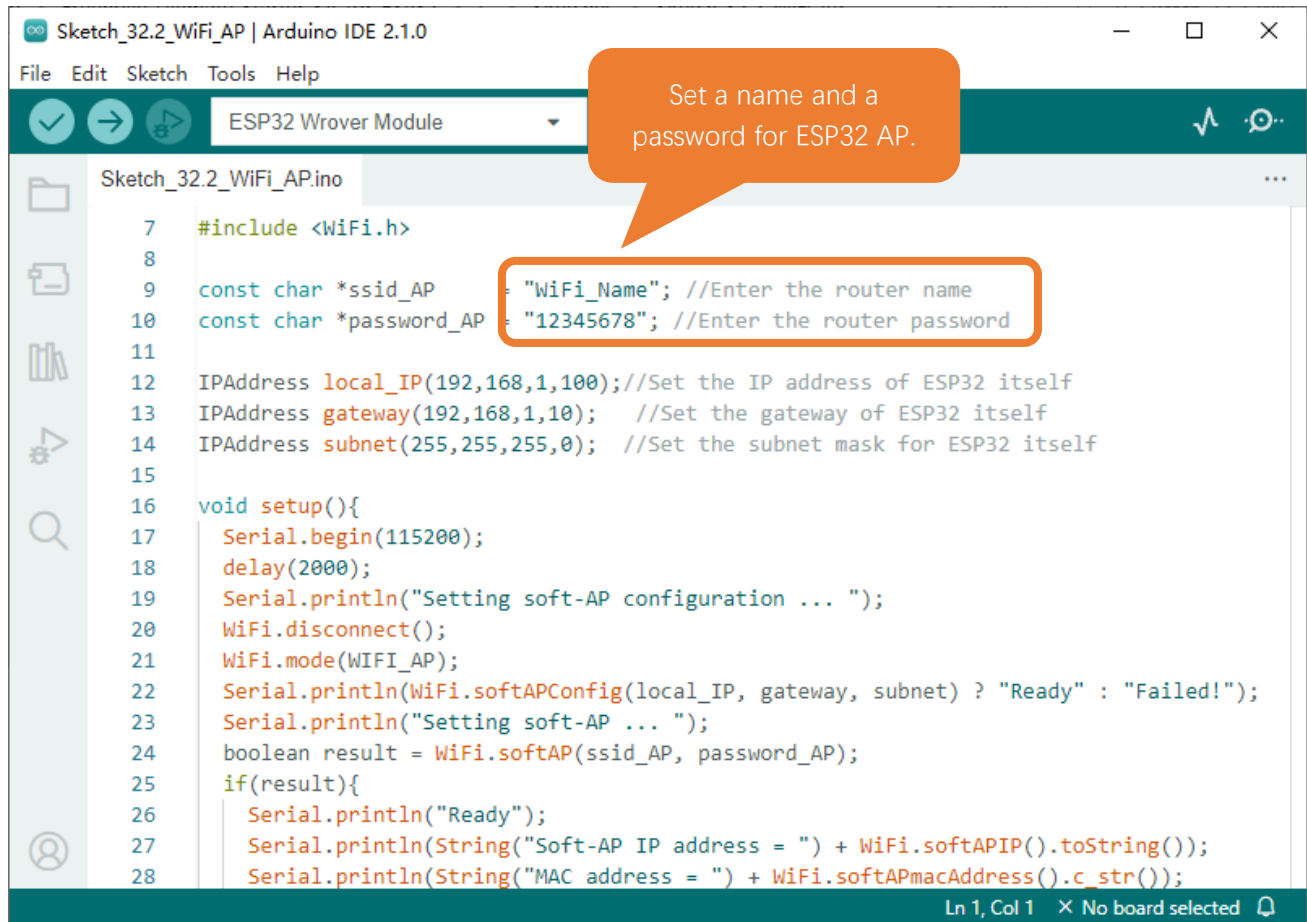 Sketch_32.2_WiFi_AP | Arduino IDE 2.1.0
File Edit Sketch Tools Help
ESP32 Wrover Module
Set a name and a
password for ESP32 AP.
Sketch_32.2_WiFi_AP.ino
7 #include <WiFi.h>
8
9 const char *ssid_AP     = "WiFi_Name"; //Enter the router name
10 const char *password_AP = "12345678"; //Enter the router password
11
12 IPAddress local_IP(192,168,1,100);//Set the IP address of ESP32 itself
13 IPAddress gateway(192,168,1,10);   //Set the gateway of ESP32 itself
14 IPAddress subnet(255,255,255,0);  //Set the subnet mask for ESP32 itself
15
16 void setup(){
17   Serial.begin(115200);
18   delay(2000);
19   Serial.println("Setting soft-AP configuration ... ");
20   WiFi.disconnect();
21   WiFi.mode(WIFI_AP);
22   Serial.println(WiFi.softAPConfig(local_IP, gateway, subnet) ? "Ready" : "Failed!");
23   Serial.println("Setting soft-AP ... ");
24   boolean result = WiFi.softAP(ssid_AP, password_AP);
25   if(result){
26     Serial.println("Ready");
27     Serial.println(String("Soft-AP IP address = ") + WiFi.softAPIP().toString());
28     Serial.println(String("MAC address = ") + WiFi.softAPmacAddress().c_str());
Ln 1, Col 1 × No board selected